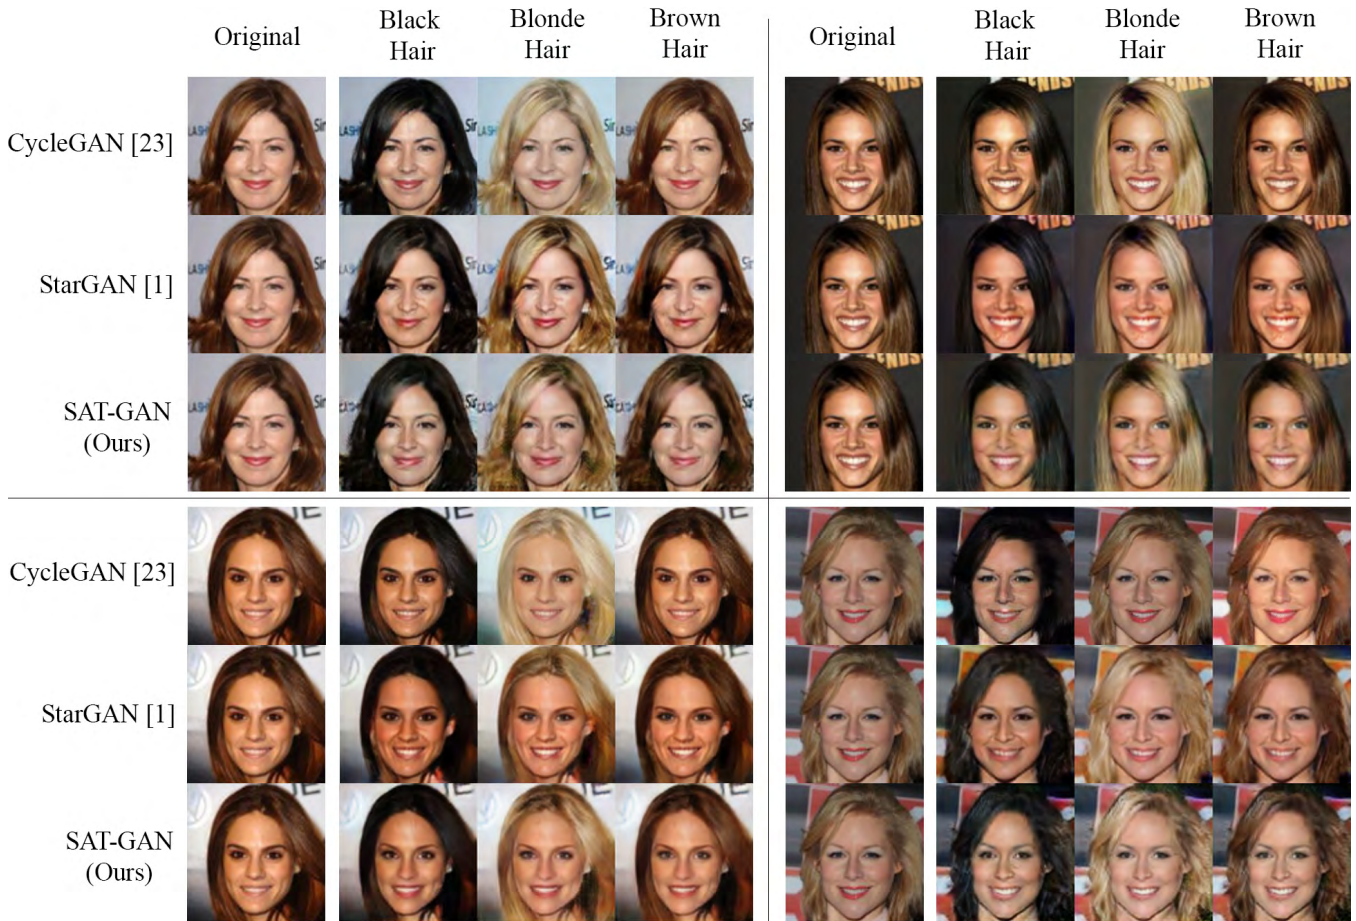 Original
Black
Hair
Blonde
Hair
Brown
Hair
Original
Black
Hair
Blonde
Hair
Brown
Hair
CycleGAN [23]
StarGAN [1]
SAT-GAN
(Ours)
CycleGAN [23]
StarGAN [1]
SAT-GAN
(Ours)